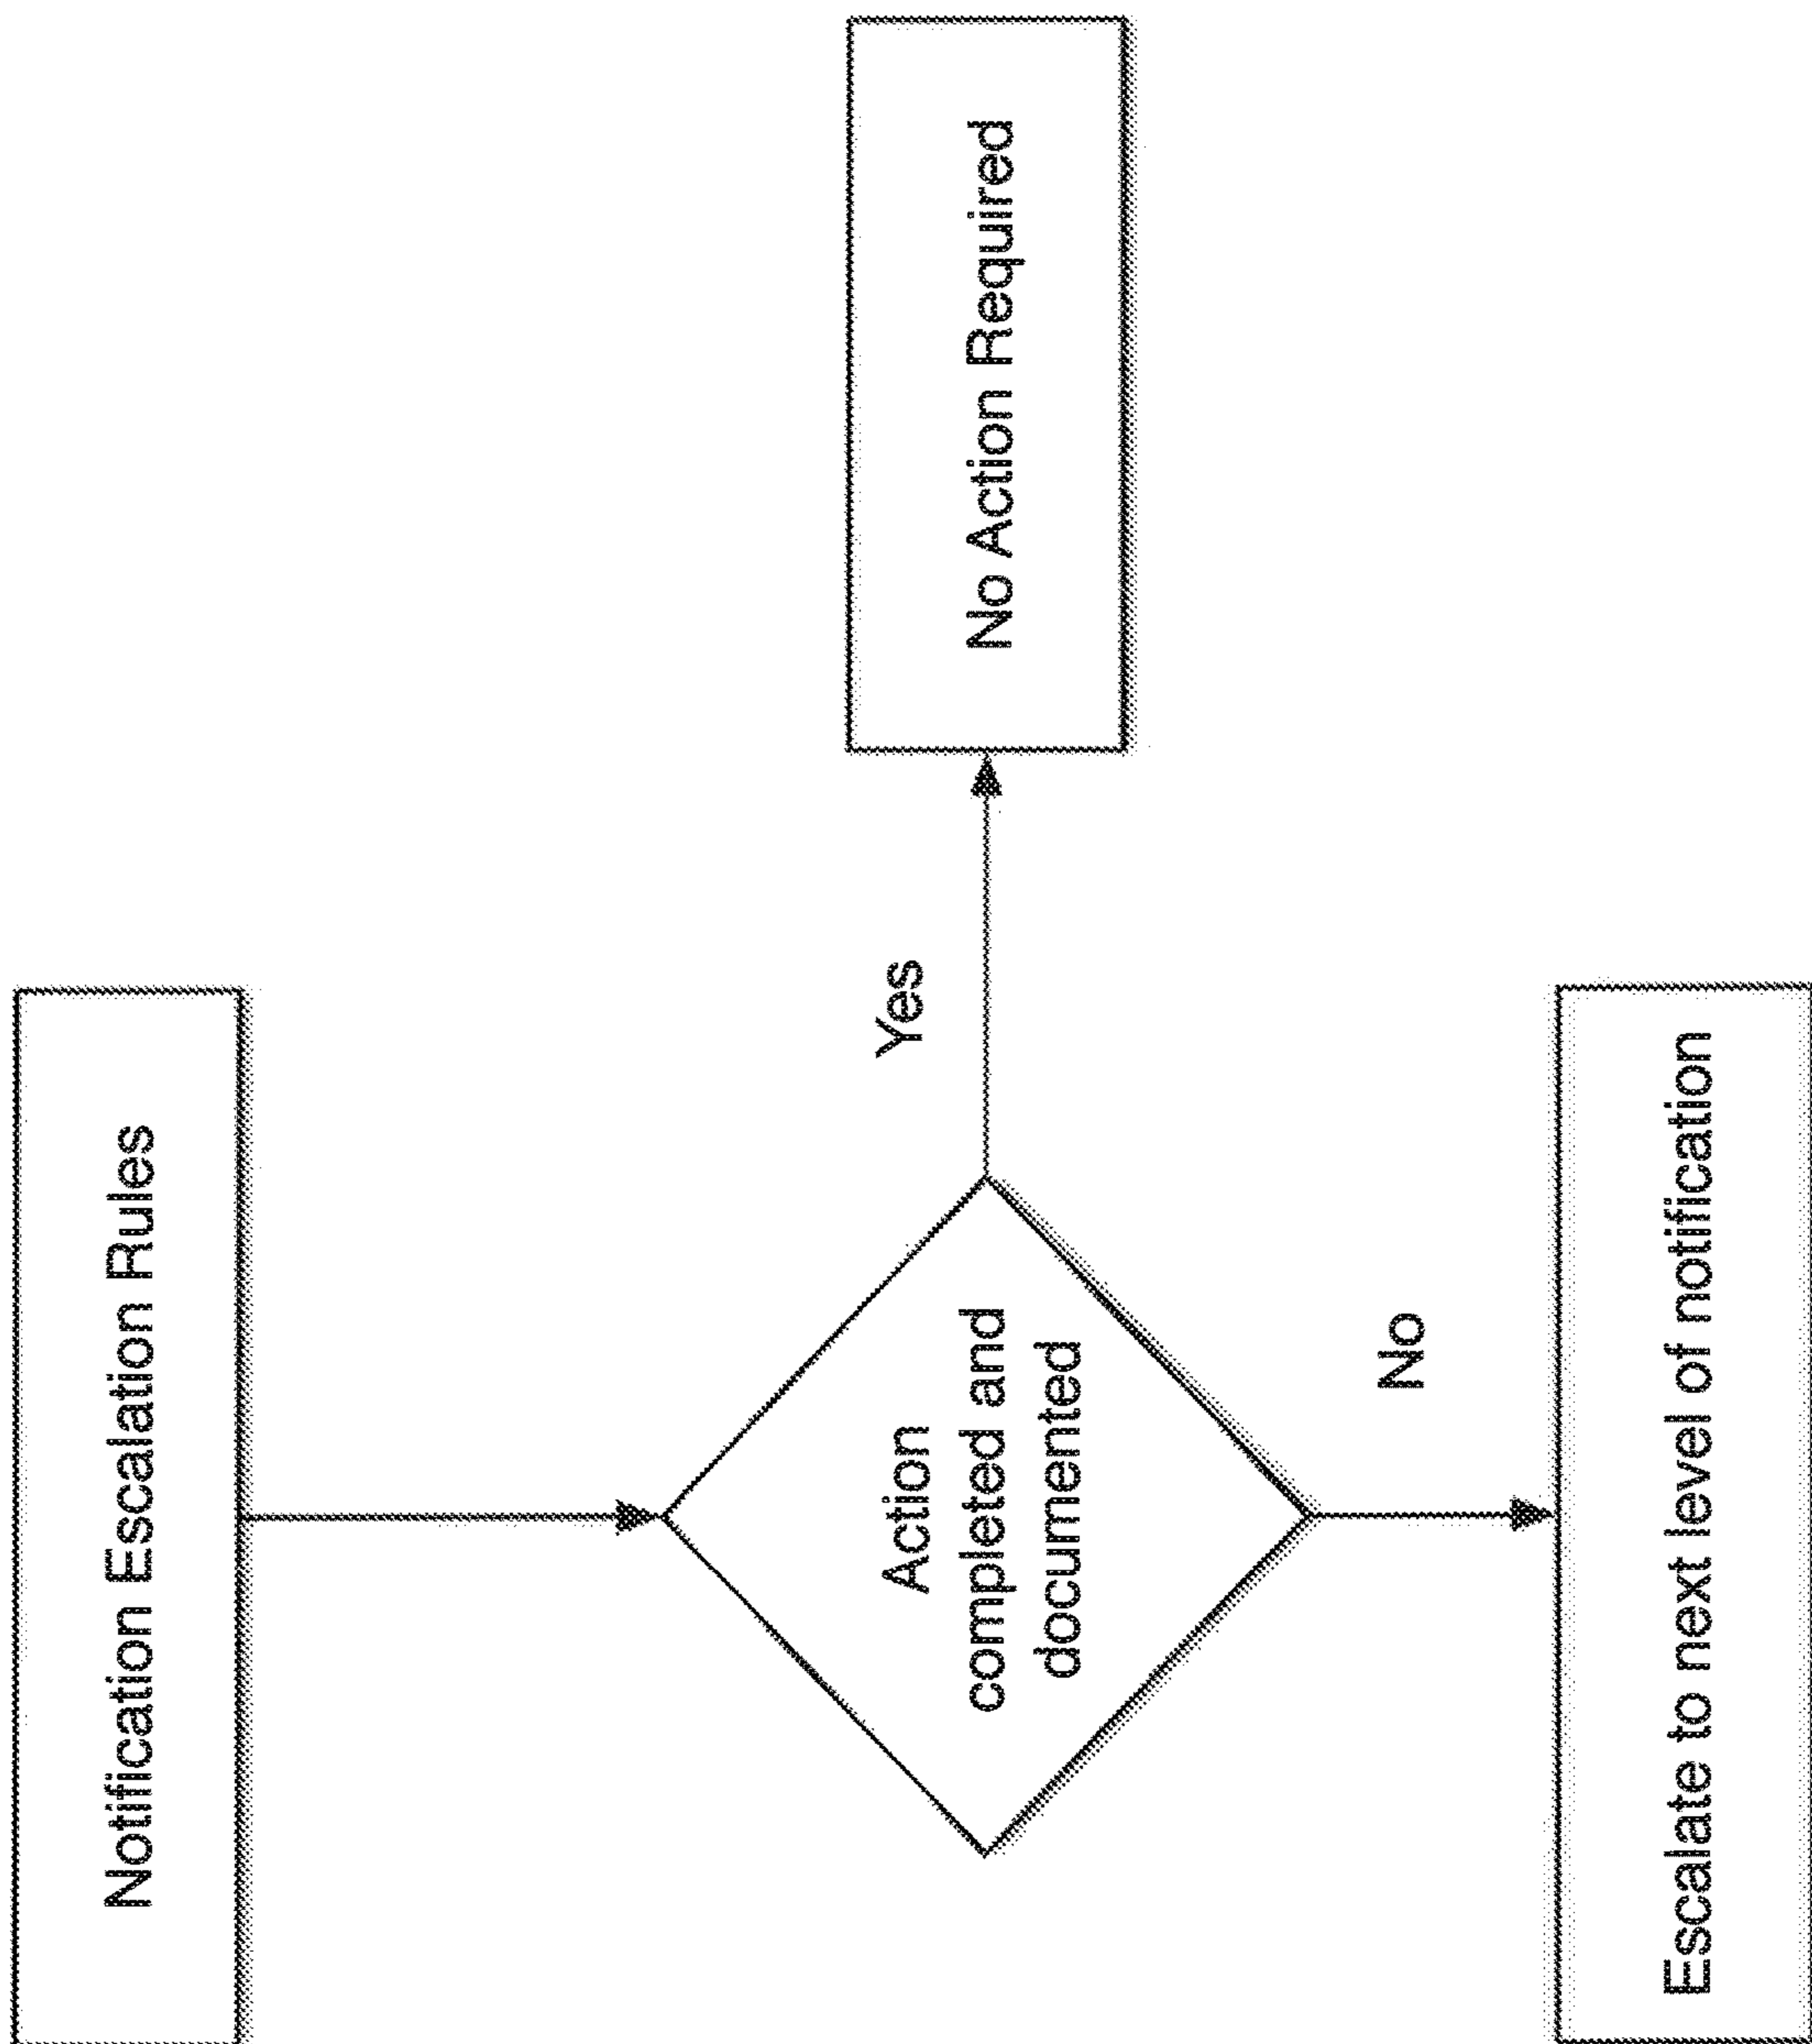 Notification Escalation Rules
Action
completed and
documented
Yes
No Action Required
No
Escalate to next level of notification